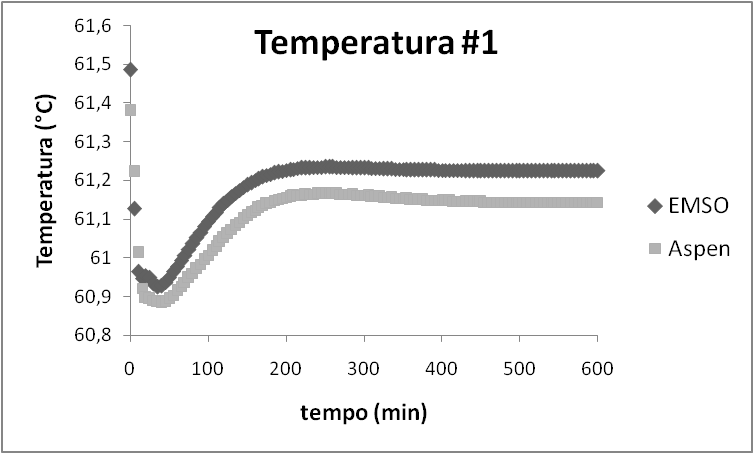 Temperatura #1
61,6
61,5
61,4
61,3
61,2
61,1
61
60,9
60,8
Temperatura (°C)
0 100 200 300 400 500 600
tempo (min)
EMSO
Aspen